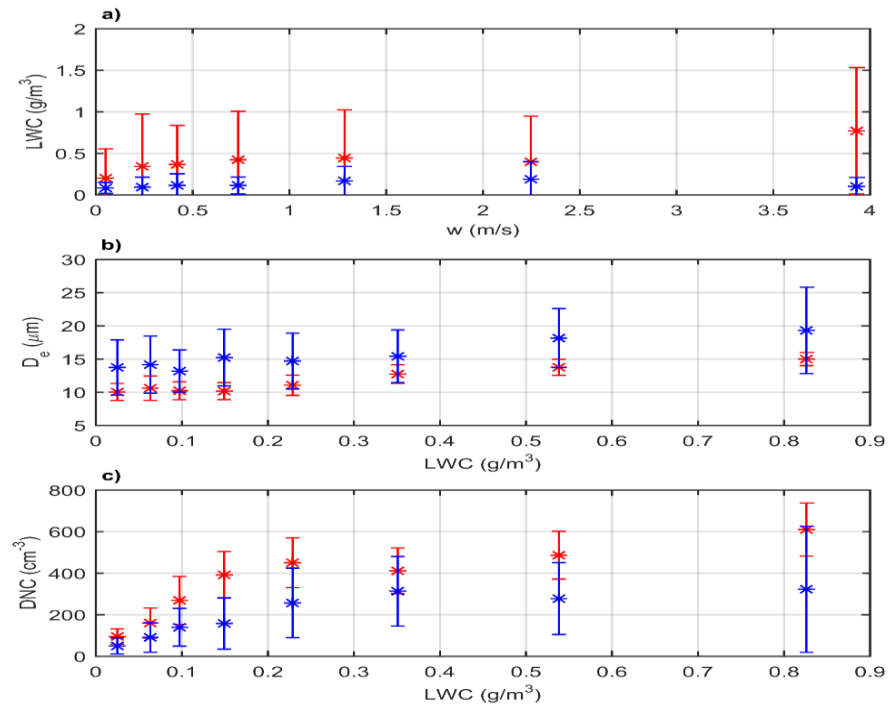 a)
LWC (g/m³)
2
1.5
1
0.5
0
0 0.5 1 1.5 2 2.5 3 3.5 4
w (m/s)
b)
D_e (μm)
30
25
20
15
10
5
0 0.1 0.2 0.3 0.4 0.5 0.6 0.7 0.8 0.9
LWC (g/m³)
c)
DNC (cm⁻³)
800
600
400
200
0
0 0.1 0.2 0.3 0.4 0.5 0.6 0.7 0.8 0.9
LWC (g/m³)